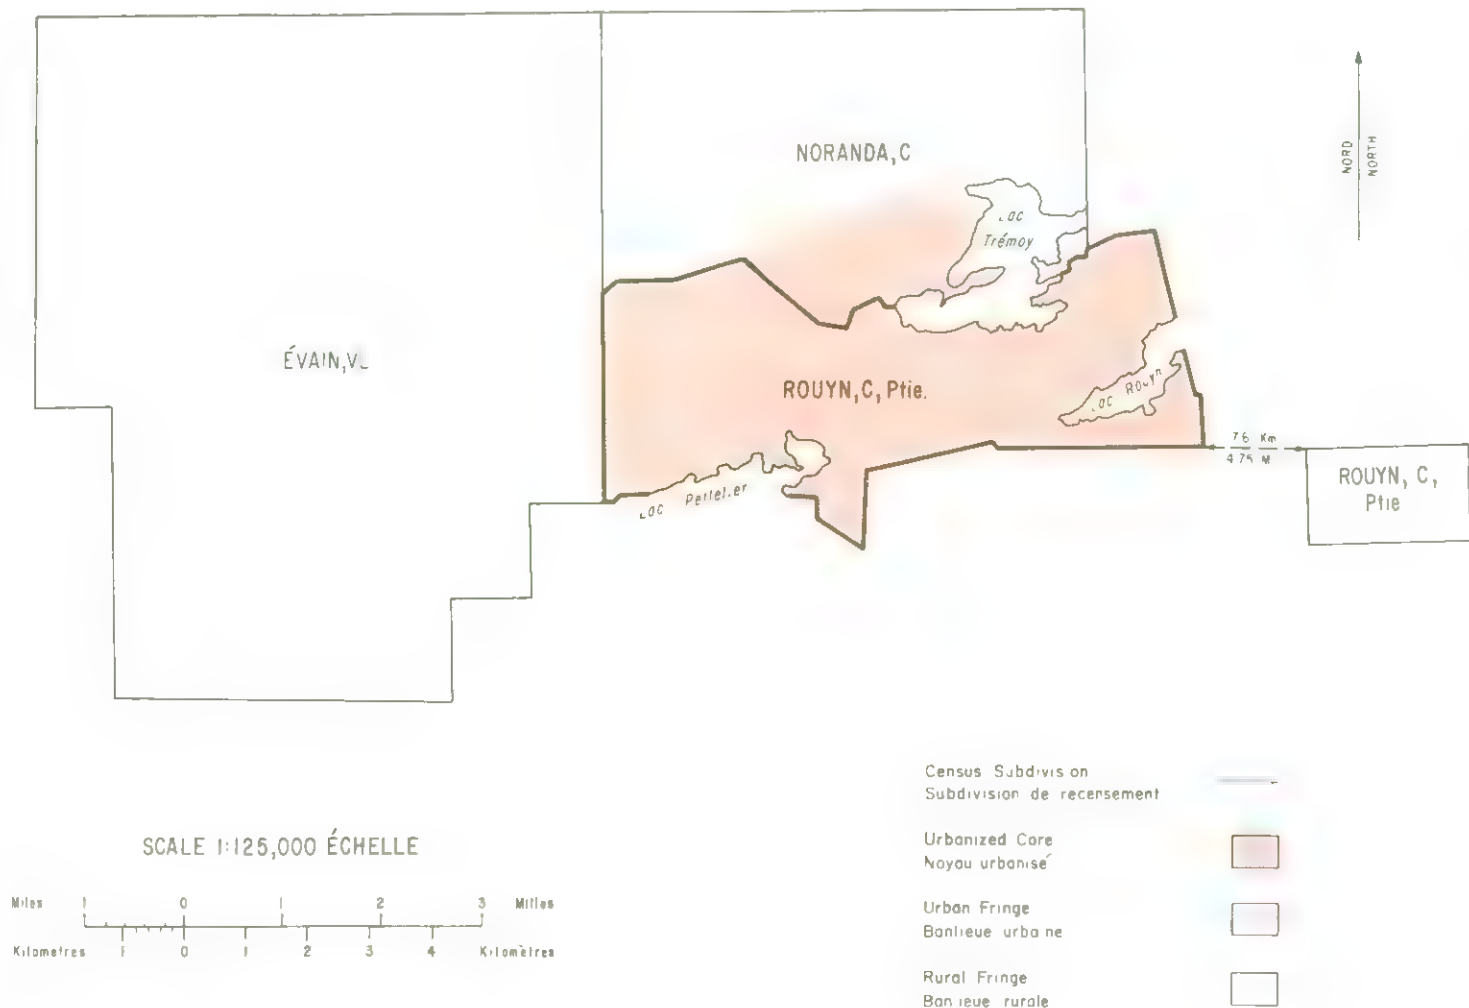 NORANDA, C
NORD
NORTH
Lac
Trémoy
ÉVAIN, VL
ROUYN, C, Ptie.
Lac Rouyn
7.6 Km
4.75 M
ROUYN, C,
Ptie
Lac Pelletier
Census Subdivision
Subdivision de recensement
SCALE 1:125,000 ÉCHELLE
Urbanized Core
Noyau urbanisé
Miles 1 0 1 2 3 Milles
Kilometres 1 0 1 2 3 4 Kilomètres
Urban Fringe
Banlieue urbaine
Rural Fringe
Banlieue rurale